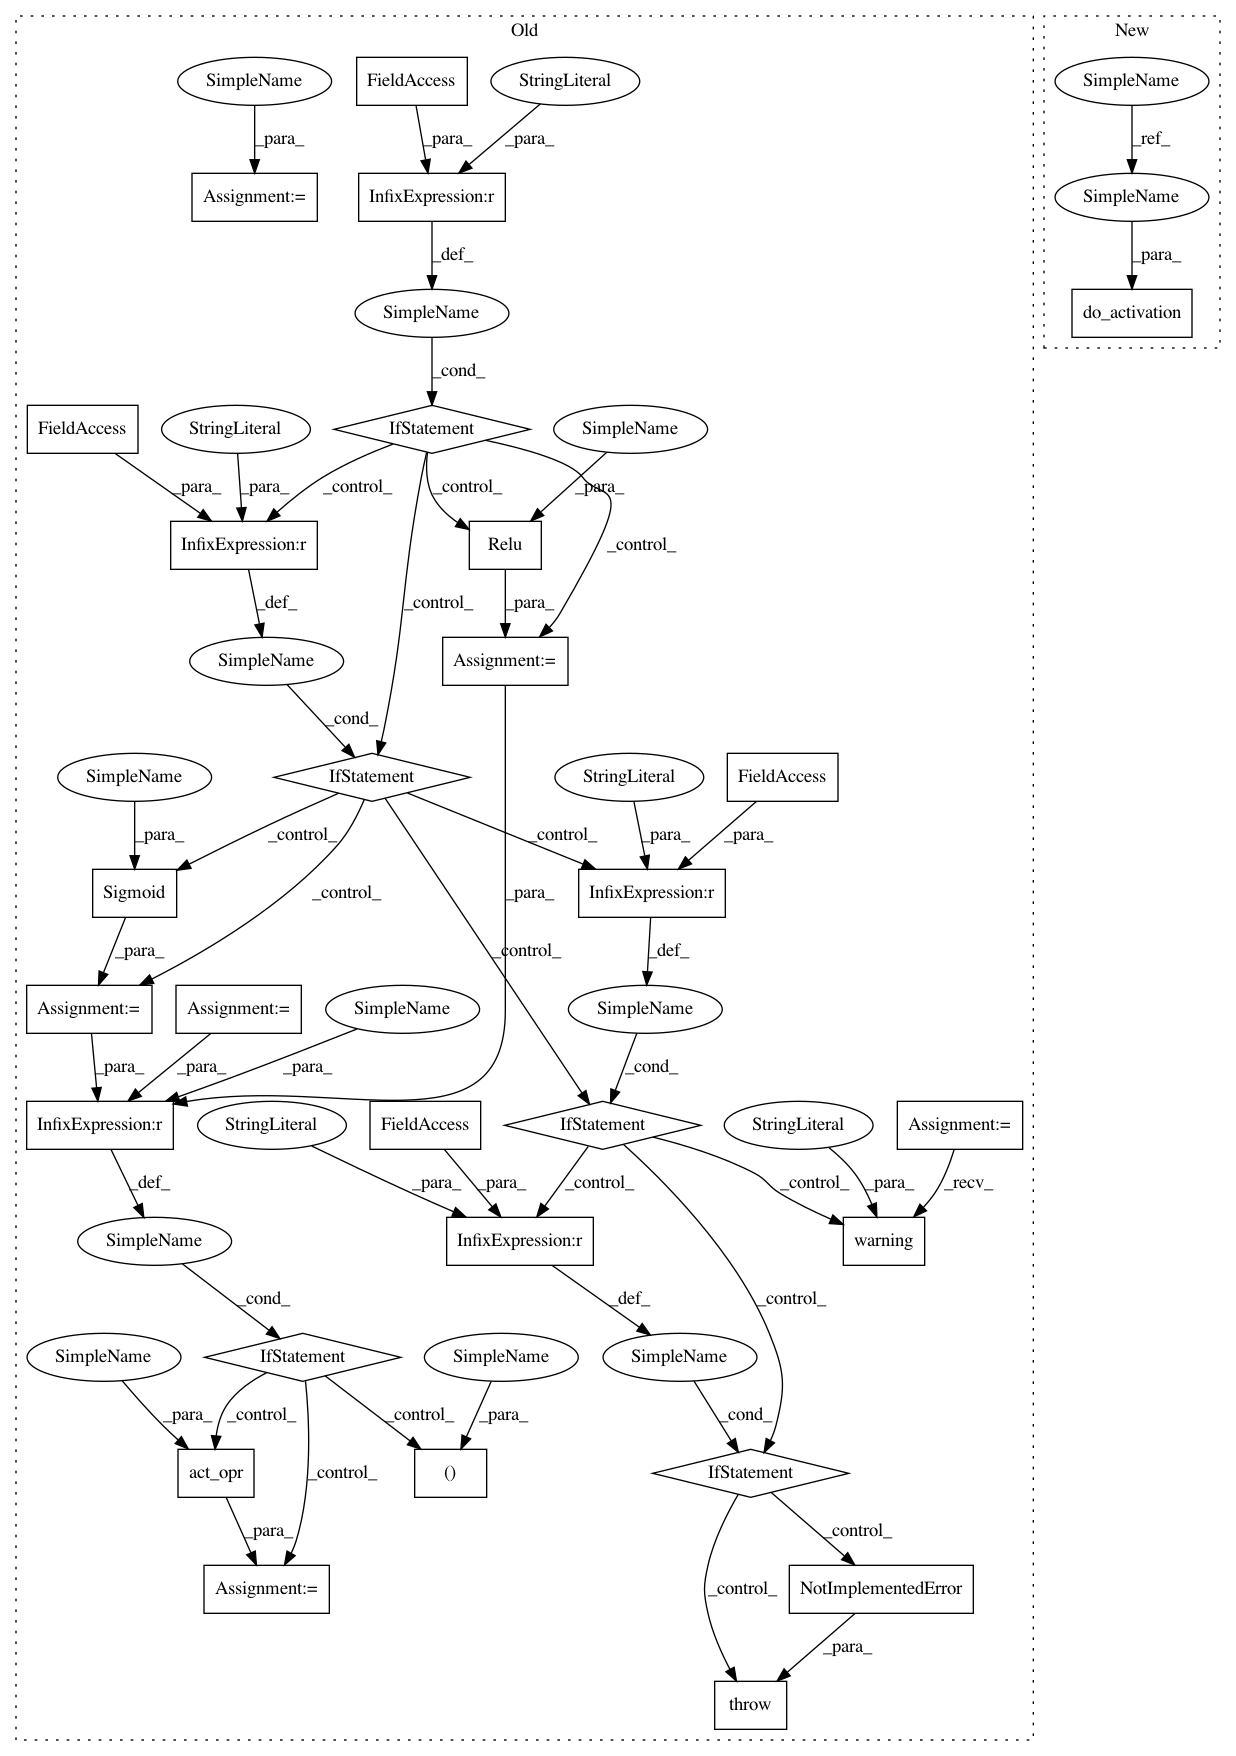 Old
New
SimpleName
FieldAccess
StringLiteral
SimpleName
_para_
_para_
_para_
_ref_
Assignment:=
InfixExpression:r
SimpleName
_def_
_para_
SimpleName
do_activation
_cond_
FieldAccess
StringLiteral
IfStatement
SimpleName
_para_
_para_
_control_
_control_
_para_
InfixExpression:r
Relu
_control_
_def_
_control_
_para_
SimpleName
Assignment:=
_cond_
SimpleName
IfStatement
StringLiteral
FieldAccess
_para_
_control_
_control_
_para_
_para_
Sigmoid
_control_
_para_
InfixExpression:r
_para_
_control_
_def_
Assignment:=
Assignment:=
SimpleName
SimpleName
_para_
_para_
_para_
_cond_
InfixExpression:r
StringLiteral
FieldAccess
IfStatement
StringLiteral
Assignment:=
_def_
_para_
_para_
_control_
_control_
_para_
_recv_
SimpleName
InfixExpression:r
warning
_cond_
_def_
_control_
SimpleName
IfStatement
SimpleName
SimpleName
_para_
_control_
_control_
_para_
_cond_
act_opr
_control_
()
IfStatement
_para_
_control_
Assignment:=
_control_
NotImplementedError
_para_
throw